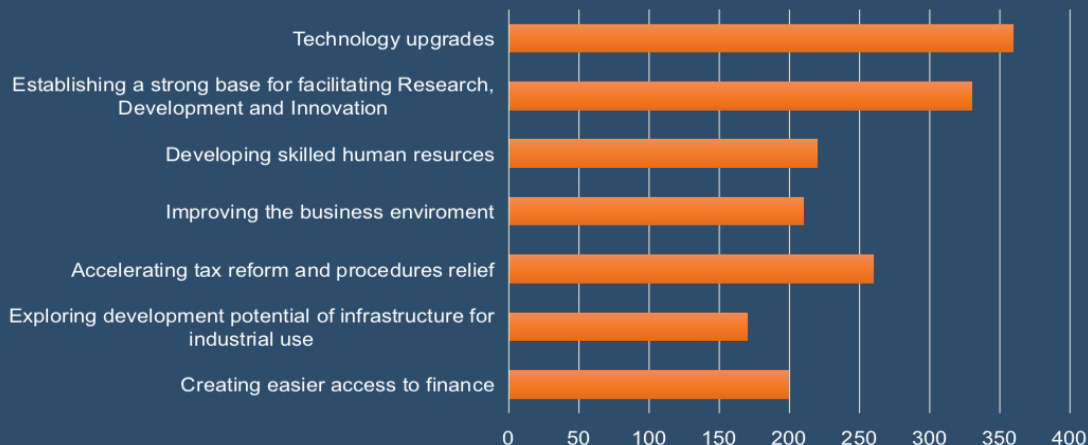 Technology upgrades
Establishing a strong base for facilitating Research,
Development and Innovation
Developing skilled human resurces
Improving the business enviroment
Accelerating tax reform and procedures relief
Exploring development potential of infrastructure for
industrial use
Creating easier access to finance
0 50 100 150 200 250 300 350 400